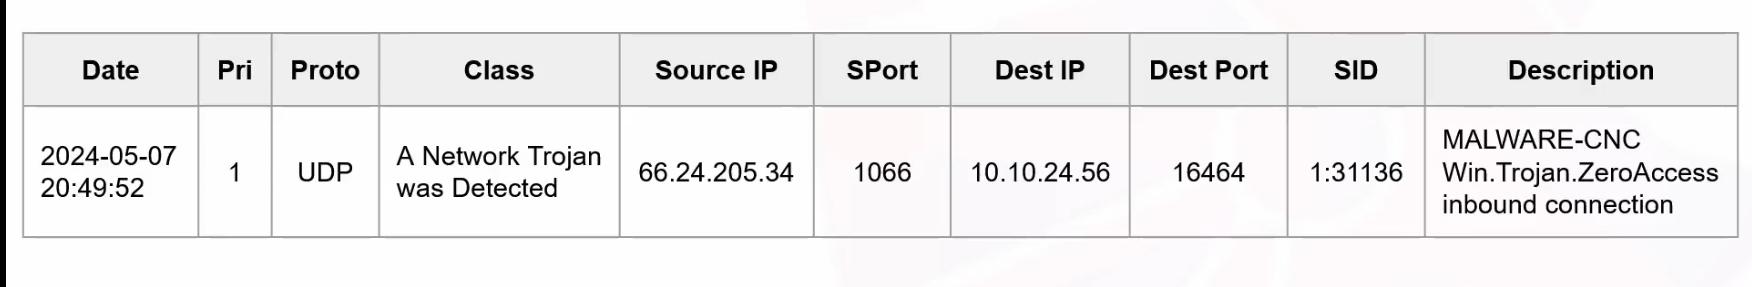 Date Pri Proto Class Source IP SPort Dest IP Dest Port SID Description
2024-05-07
20:49:52
1
UDP
A Network Trojan
was Detected
66.24.205.34
1066
10.10.24.56
16464
1:31136
MALWARE-CNC
Win.Trojan.ZeroAccess
inbound connection